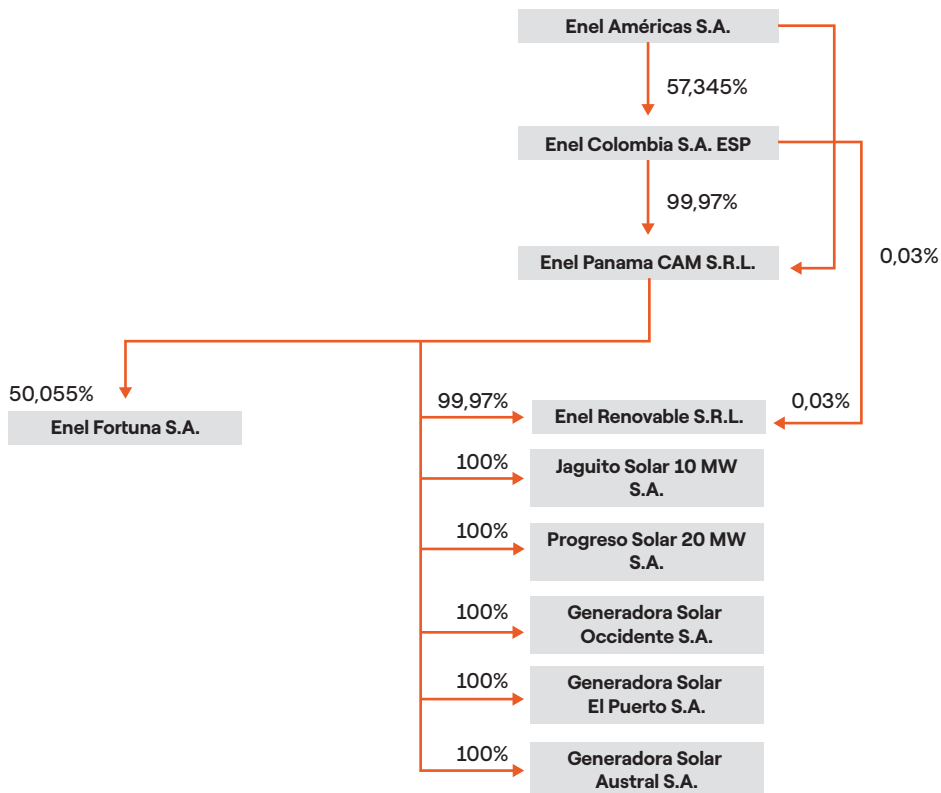 Enel Américas S.A.
57,345%
Enel Colombia S.A. ESP
99,97%
0,03%
Enel Panama CAM S.R.L.
50,055%
Enel Fortuna S.A.
99,97%
0,03%
Enel Renovable S.R.L.
100%
Jaguito Solar 10 MW
S.A.
100%
Progreso Solar 20 MW
S.A.
100%
Generadora Solar
Occidente S.A.
100%
Generadora Solar
El Puerto S.A.
100%
Generadora Solar
Austral S.A.